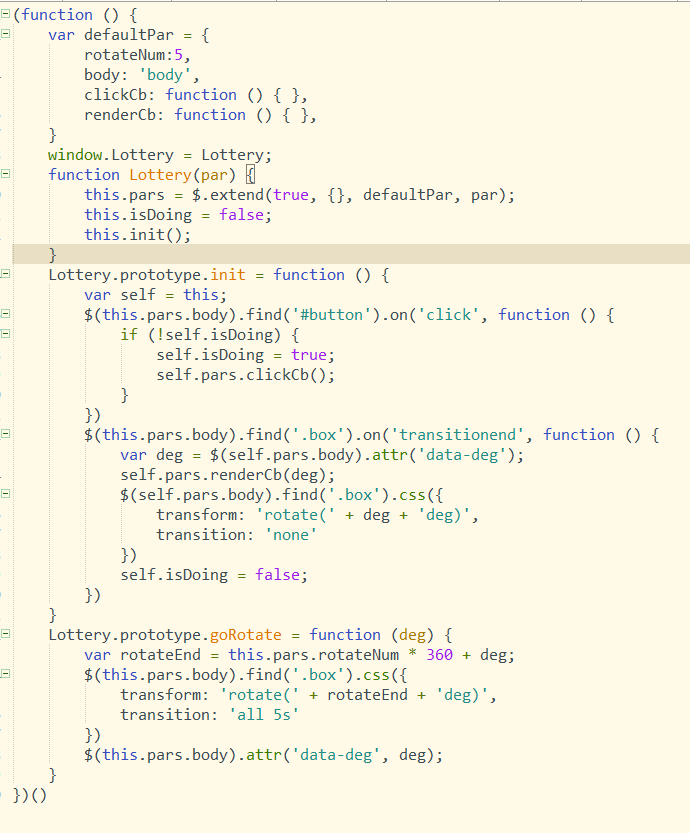 (function () {
    var defaultPar = {
        rotateNum:5,
        body: 'body',
        clickCb: function () { },
        renderCb: function () { },
    }
    window.Lottery = Lottery;
    function Lottery(par) {
        this.pars = $.extend(true, {}, defaultPar, par);
        this.isDoing = false;
        this.init();
    }
    Lottery.prototype.init = function () {
        var self = this;
        $(this.pars.body).find('#button').on('click', function () {
            if (!self.isDoing) {
                self.isDoing = true;
                self.pars.clickCb();
            }
        })
        $(this.pars.body).find('.box').on('transitionend', function () {
            var deg = $(self.pars.body).attr('data-deg');
            self.pars.renderCb(deg);
            $(self.pars.body).find('.box').css({
                transform: 'rotate(' + deg + 'deg)',
                transition: 'none'
            })
            self.isDoing = false;
        })
    }
    Lottery.prototype.goRotate = function (deg) {
        var rotateEnd = this.pars.rotateNum * 360 + deg;
        $(this.pars.body).find('.box').css({
            transform: 'rotate(' + rotateEnd + 'deg)',
            transition: 'all 5s'
        })
        $(this.pars.body).attr('data-deg', deg);
    }
})()